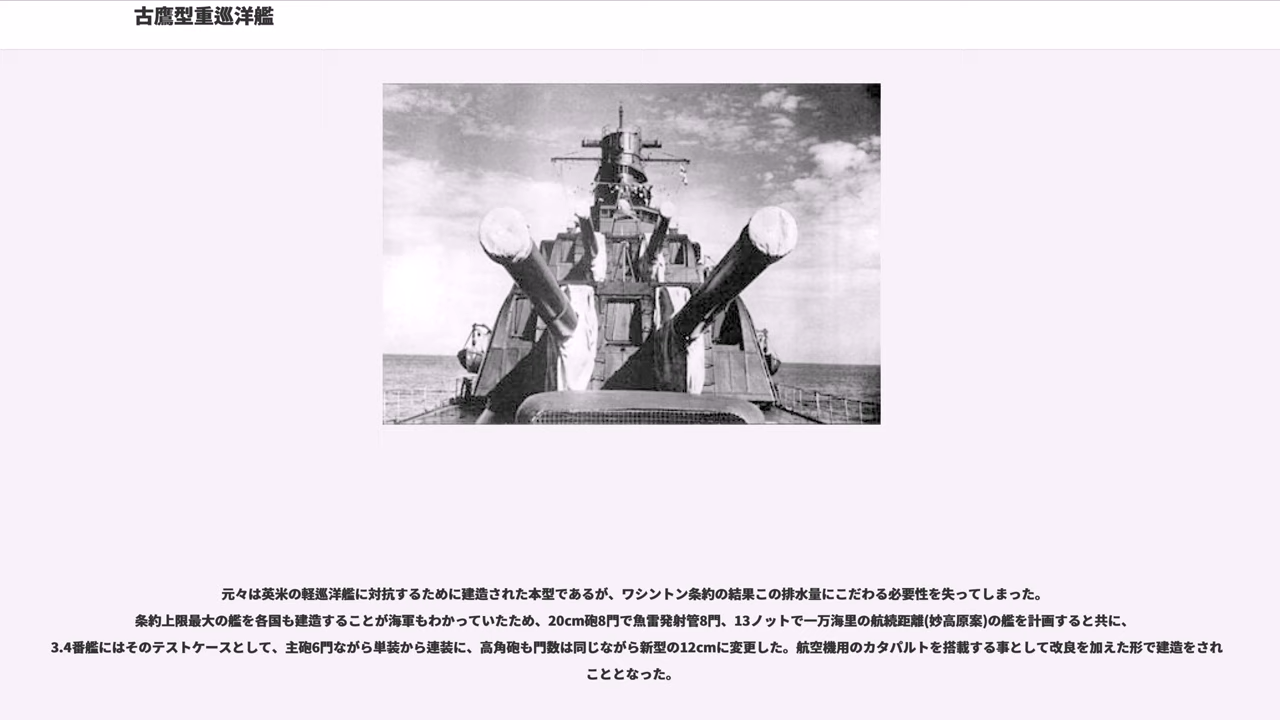 古鷹型重巡洋艦
元々は英米の軽巡洋艦に対抗するために建造された本型であるが、ワシントン条約の結果この排水量にこだわる必要性を失ってしまった。
条約上限最大の艦を各国も建造することが海軍もわかっていたため、20cm砲8門で魚雷発射管8門、13ノットで一万海里の航続距離(妙高原案)の艦を計画すると共に、
3.4番艦にはそのテストケースとして、主砲6門ながら単装から連装に、高角砲も門数は同じながら新型の12cmに変更した。航空機用のカタパルトを搭載する事として改良を加えた形で建造をされ
こととなった。